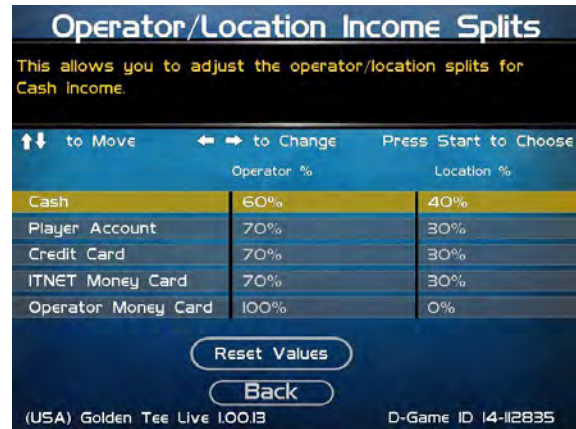 Operator/Location Income Splits
This allows you to adjust the operator/location splits for
Cash income.
⬆⬇ to Move ⬅ ➡ to Change Press Start to Choose
Operator % Location %
Cash 60% 40%
Player Account 70% 30%
Credit Card 70% 30%
ITNET Money Card 70% 30%
Operator Money Card 100% 0%
Reset Values
Back
(USA) Golden Tee Live 1.00.13 D-Game ID 14-112835